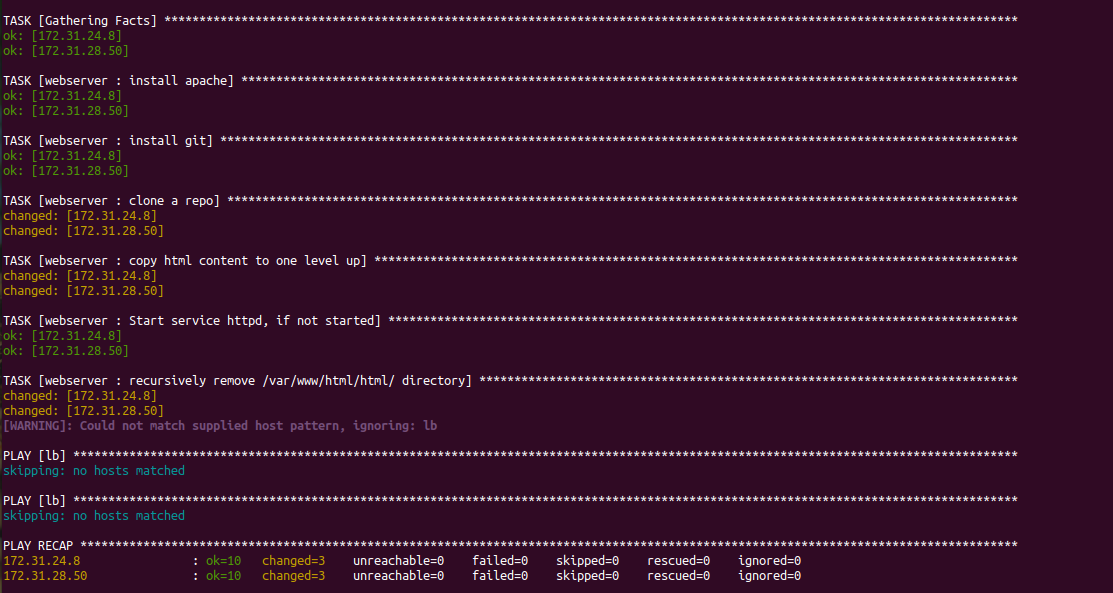 TASK [Gathering Facts] **************************************************************************************************************************
ok: [172.31.24.8]
ok: [172.31.28.50]
TASK [webserver : install apache] ***************************************************************************************************************
ok: [172.31.24.8]
ok: [172.31.28.50]
TASK [webserver : install git] ******************************************************************************************************************
ok: [172.31.24.8]
ok: [172.31.28.50]
TASK [webserver : clone a repo] *****************************************************************************************************************
changed: [172.31.24.8]
changed: [172.31.28.50]
TASK [webserver : copy html content to one level up] ********************************************************************************************
changed: [172.31.24.8]
changed: [172.31.28.50]
TASK [webserver : Start service httpd, if not started] ******************************************************************************************
ok: [172.31.24.8]
ok: [172.31.28.50]
TASK [webserver : recursively remove /var/www/html/html/ directory] *****************************************************************************
changed: [172.31.24.8]
changed: [172.31.28.50]
[WARNING]: Could not match supplied host pattern, ignoring: lb
PLAY [lb] ***************************************************************************************************************************************
skipping: no hosts matched
PLAY [lb] ***************************************************************************************************************************************
skipping: no hosts matched
PLAY RECAP **************************************************************************************************************************************
172.31.24.8                : ok=10   changed=3    unreachable=0    failed=0    skipped=0    rescued=0    ignored=0
172.31.28.50               : ok=10   changed=3    unreachable=0    failed=0    skipped=0    rescued=0    ignored=0